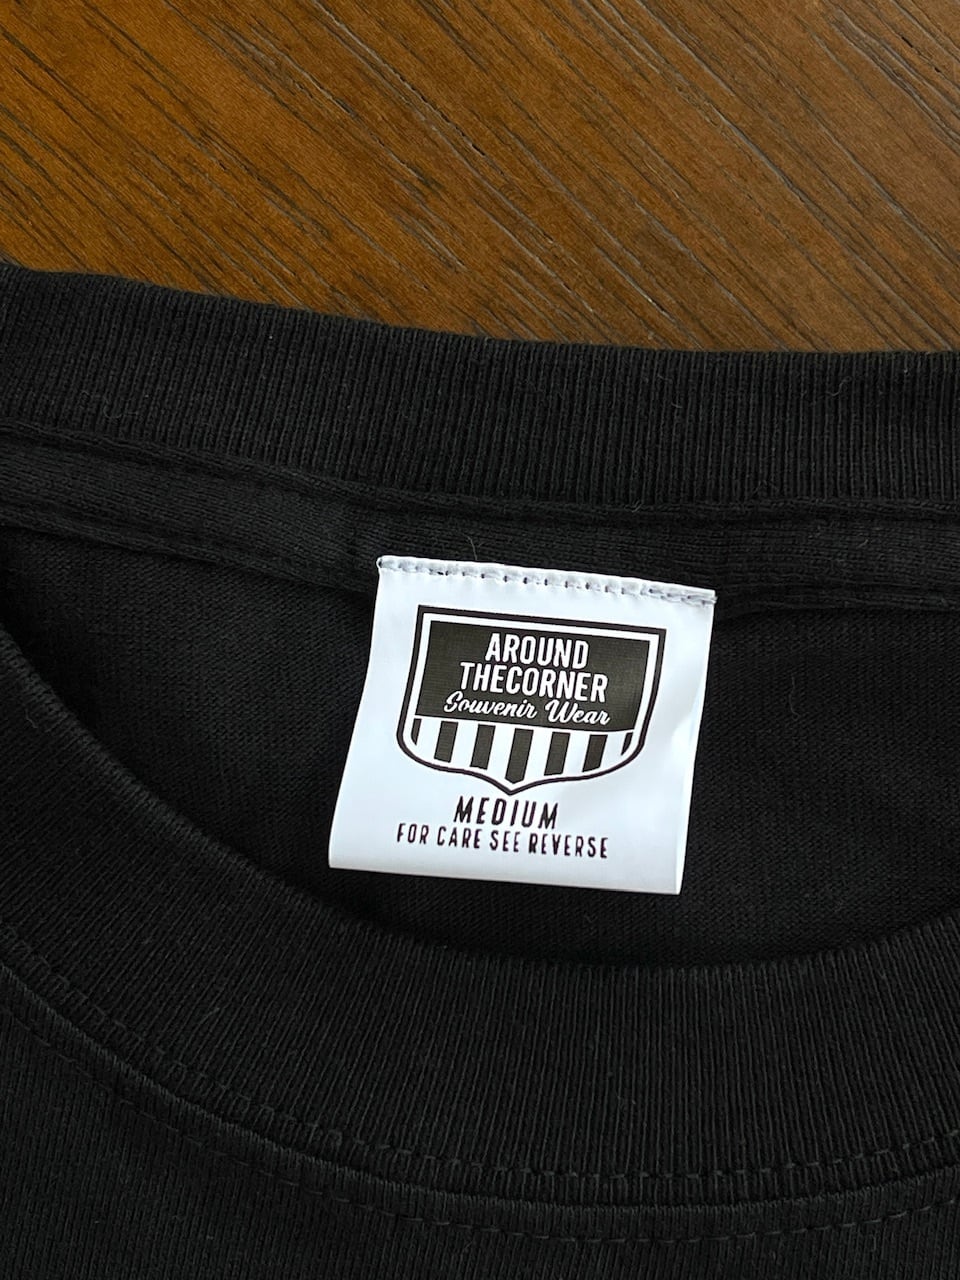 AROUND
THECORNER
Souvenir Wear
MEDIUM
FOR CARE SEE REVERSE